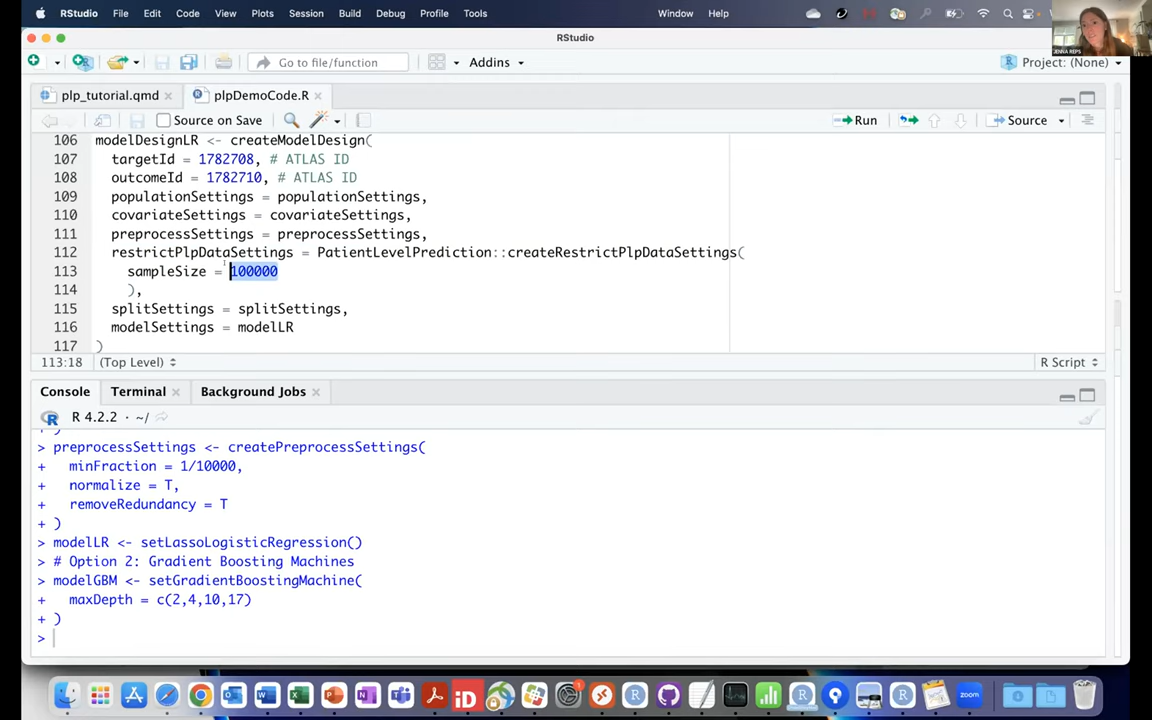 RStudio File Edit Code View Plots Session Build Debug Profile Tools Window Help
RStudio
Go to file/function Addins Project: (None)
plp_tutorial.qmd plpDemoCode.R
Source on Save Run Source
106 modelDesignLR <- createModelDesign(
107 targetId = 1782708, # ATLAS ID
108 outcomeId = 1782710, # ATLAS ID
109 populationSettings = populationSettings,
110 covariateSettings = covariateSettings,
111 preprocessSettings = preprocessSettings,
112 restrictPlpDataSettings = PatientLevelPrediction::createRestrictPlpDataSettings(
113 sampleSize = 100000
114 ),
115 splitSettings = splitSettings,
116 modelSettings = modelLR
117 )
113:18 (Top Level) R Script
Console Terminal Background Jobs
R 4.2.2 · ~/
+ )
> preprocessSettings <- createPreprocessSettings(
+ minFraction = 1/10000,
+ normalize = T,
+ removeRedundancy = T
+ )
> modelLR <- setLassoLogisticRegression()
> # Option 2: Gradient Boosting Machines
> modelGBM <- setGradientBoostingMachine(
+ maxDepth = c(2,4,10,17)
+ )
>
iD
zoom